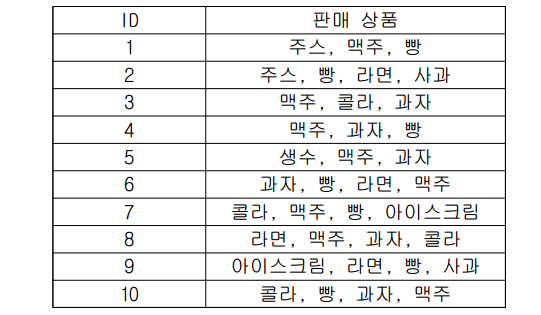 ID 판매 상품
1 주스, 맥주, 빵
2 주스, 빵, 라면, 사과
3 맥주, 콜라, 과자
4 맥주, 과자, 빵
5 생수, 맥주, 과자
6 과자, 빵, 라면, 맥주
7 콜라, 맥주, 빵, 아이스크림
8 라면, 맥주, 과자, 콜라
9 아이스크림, 라면, 빵, 사과
10 콜라, 빵, 과자, 맥주